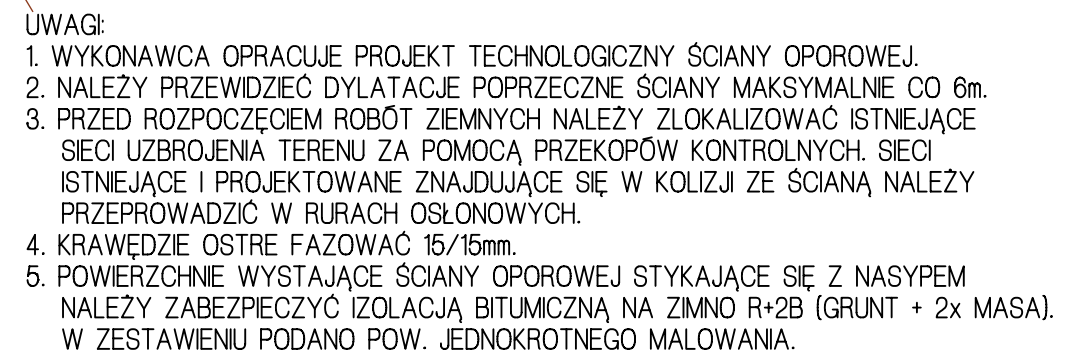 UWAGI:
1. WYKONAWCA OPRACUJE PROJEKT TECHNOLOGICZNY ŚCIANY OPOROWEJ.
2. NALEŻY PRZEWIDZIEĆ DYLATACJE POPRZECZNE ŚCIANY MAKSYMALNIE CO 6m.
3. PRZED ROZPOCZĘCIEM ROBÓT ZIEMNYCH NALEŻY ZLOKALIZOWAĆ ISTNIEJĄCE
SIECI UZBROJENIA TERENU ZA POMOCĄ PRZEKOPÓW KONTROLNYCH. SIECI
ISTNIEJĄCE I PROJEKTOWANE ZNAJDUJĄCE SIĘ W KOLIZJI ZE ŚCIANĄ NALEŻY
PRZEPROWADZIĆ W RURACH OSŁONOWYCH.
4. KRAWĘDZIE OSTRE FAZOWAĆ 15/15mm.
5. POWIERZCHNIE WYSTAJĄCE ŚCIANY OPOROWEJ STYKAJĄCE SIĘ Z NASYPEM
NALEŻY ZABEZPIECZYĆ IZOLACJĄ BITUMICZNĄ NA ZIMNO R+2B (GRUNT + 2x MASA).
W ZESTAWIENIU PODANO POW. JEDNOKROTNEGO MALOWANIA.